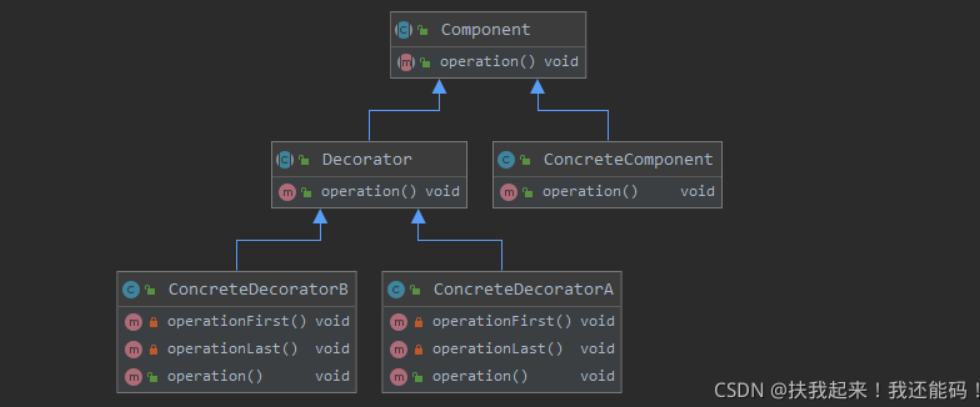 Component
operation() void
Decorator
operation() void
ConcreteComponent
operation() void
ConcreteDecoratorB
operationFirst() void
operationLast() void
operation() void
ConcreteDecoratorA
operationFirst() void
operationLast() void
operation() void
CSDN @扶我起来！我还能码！